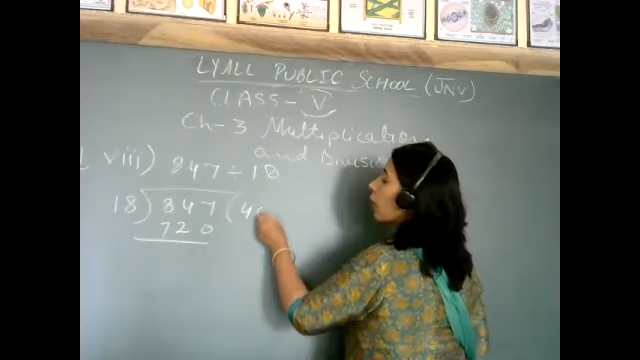 LYALL PUBLIC SCHOOL (JNV)
CLASS - V
Ch-3 Multiplication
and Division
viii) 847 ÷ 18
18) 847 (4
720